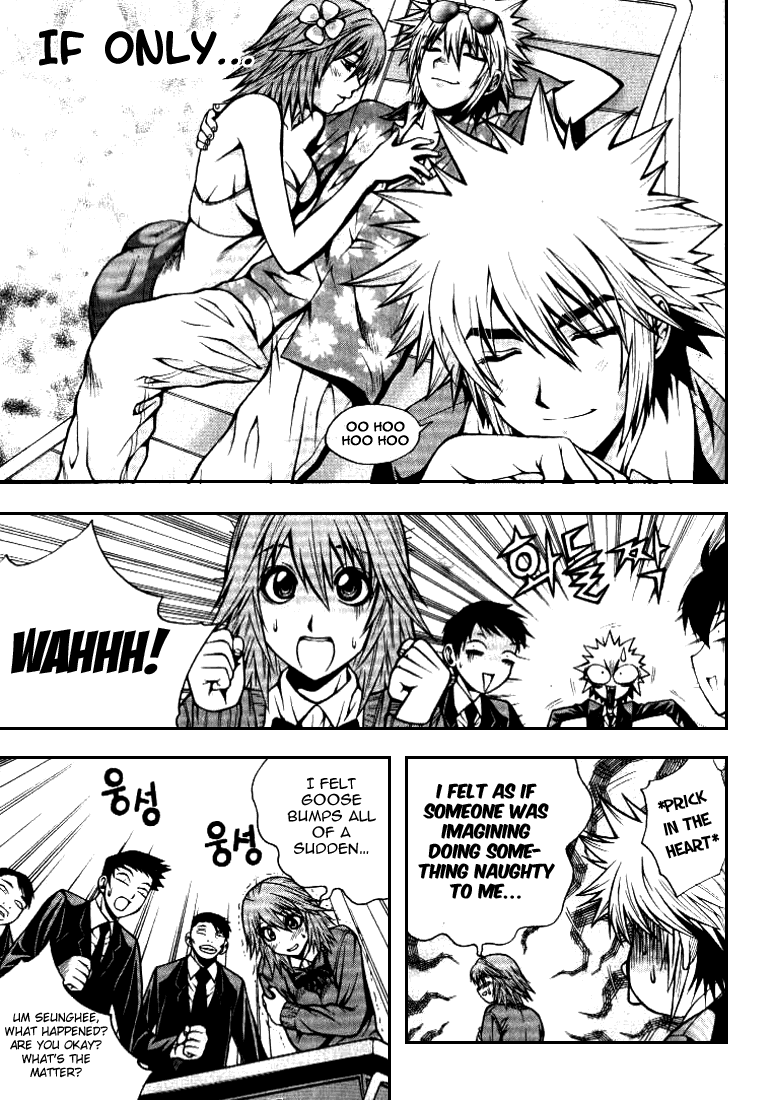 IF ONLY...
OO HOO
HOO HOO
WAHHH!
화들짝
웅성
웅성
I FELT
GOOSE
BUMPS ALL
OF A
SUDDEN...
UM SEUNGHEE,
WHAT HAPPENED?
ARE YOU OKAY?
WHAT'S THE
MATTER?
I FELT AS IF
SOMEONE WAS
IMAGINING
DOING SOME-
THING NAUGHTY
TO ME...
*PRICK
IN THE
HEART*